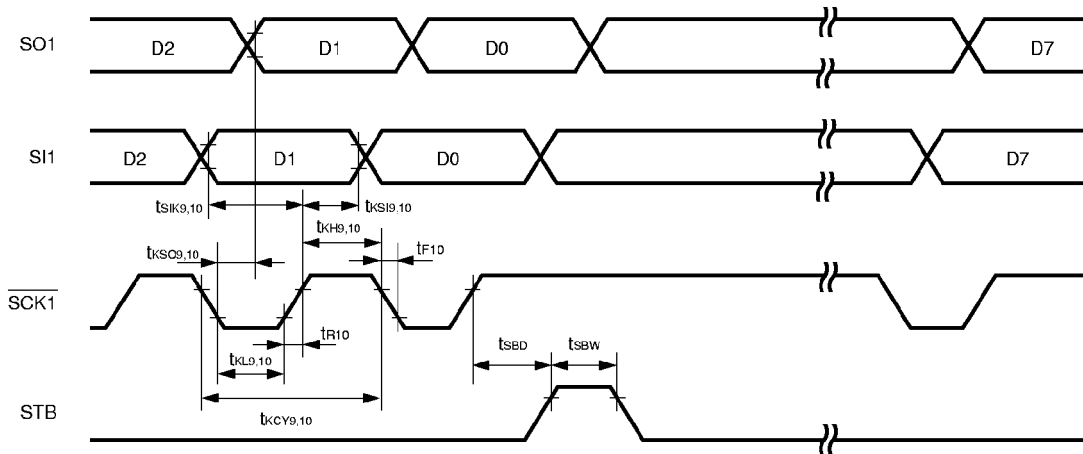 SO1 D2 D1 D0 D7
SI1 D2 D1 D0 D7
tSIK9,10 tKSI9,10
tKH9,10
tKSO9,10 tF10
SCK1
tR10
tKL9,10 tSBD tSBW
tKCY9,10
STB